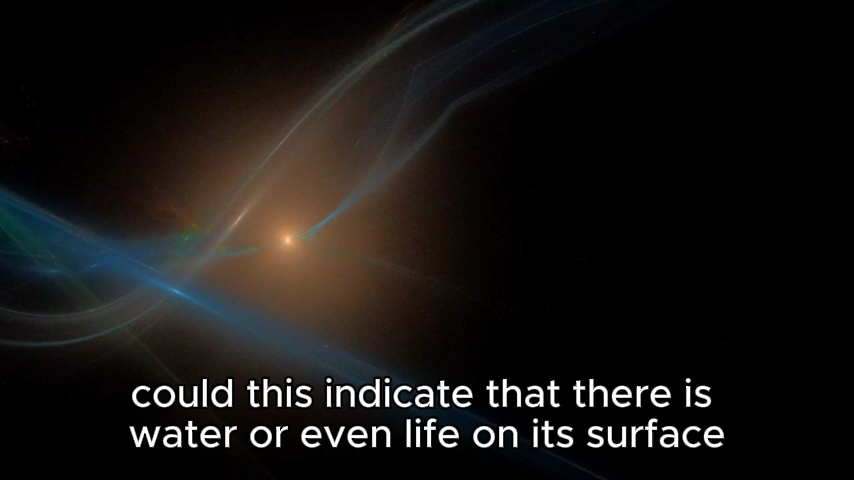 could this indicate that there is
water or even life on its surface